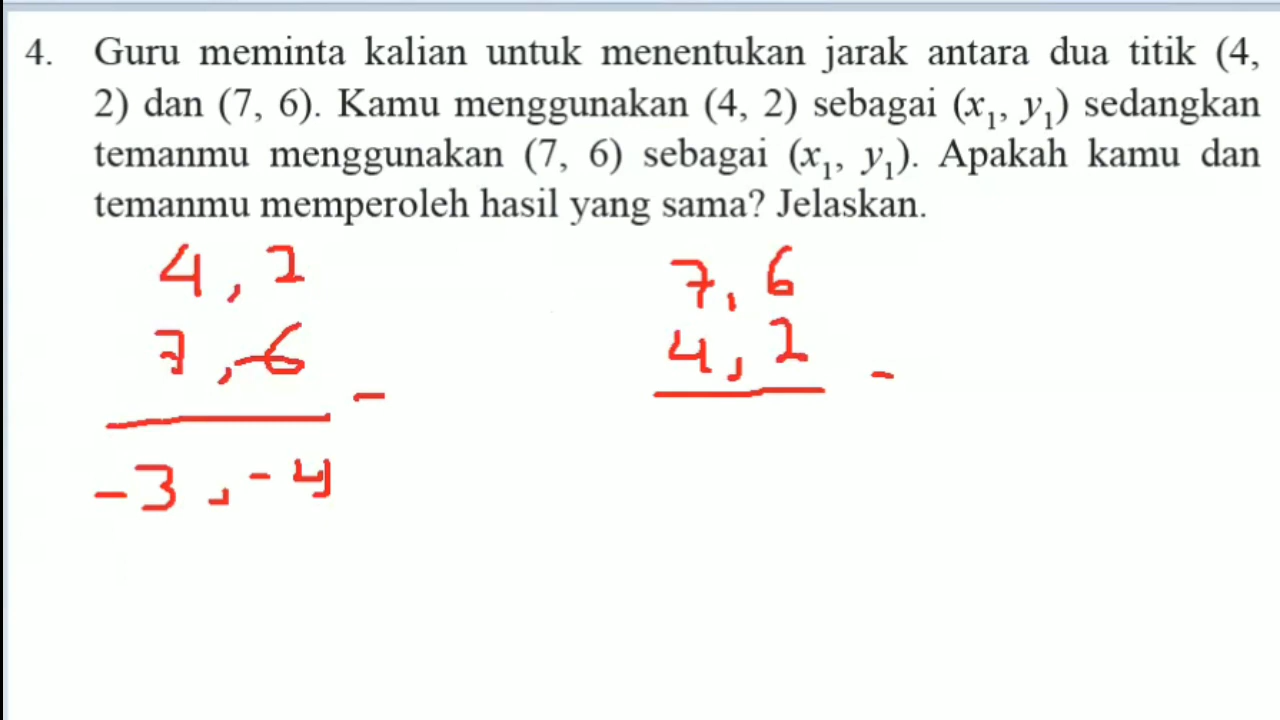 4. Guru meminta kalian untuk menentukan jarak antara dua titik (4,
2) dan (7, 6). Kamu menggunakan (4, 2) sebagai (x₁, y₁) sedangkan
temanmu menggunakan (7, 6) sebagai (x₁, y₁). Apakah kamu dan
temanmu memperoleh hasil yang sama? Jelaskan.
4, 2
7, 6 -
-3, -4
7, 6
4, 2 -